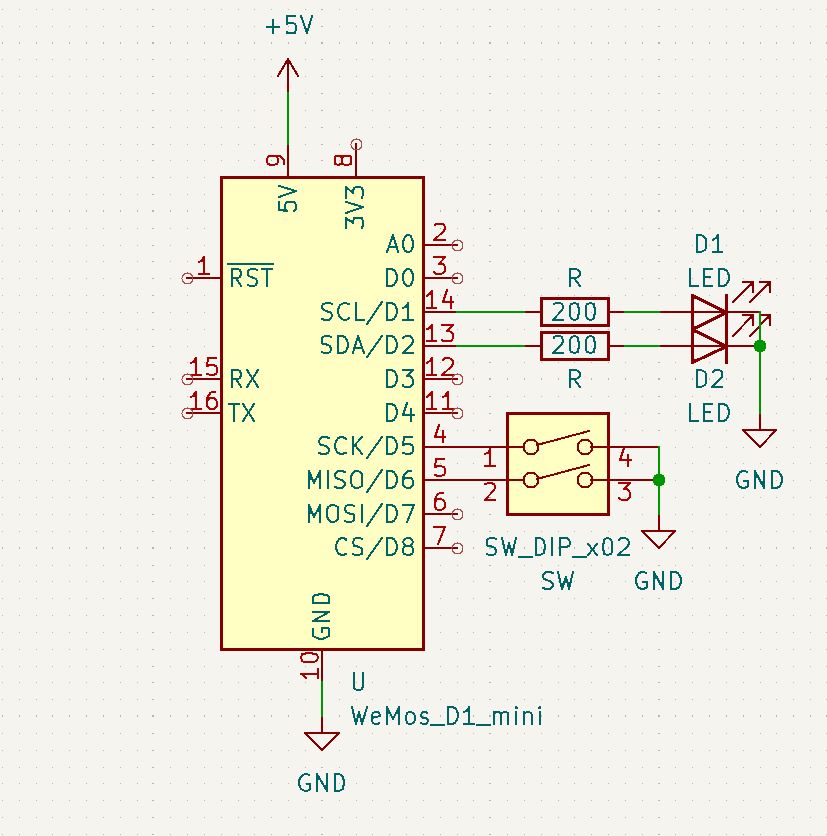 +5V
9
8
5V
3V3
A0
2
D0
3
1
RST
SCL/D1
14
SDA/D2
13
D3
12
D4
11
15
RX
16
TX
SCK/D5
4
MISO/D6
5
MOSI/D7
6
CS/D8
7
GND
10
R
200
200
R
D1
LED
D2
LED
GND
1
4
2
3
SW_DIP_x02
SW
GND
U
WeMos_D1_mini
GND